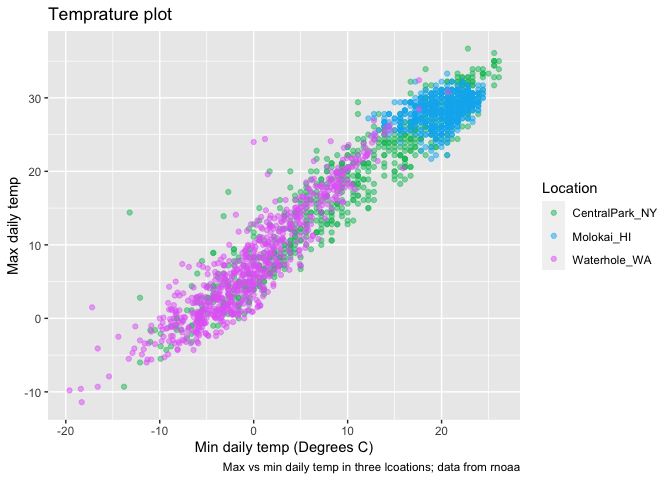 Temprature plot
Max daily temp
30
20
10
0
-10
-20
-10
0
10
20
Min daily temp (Degrees C)
Max vs min daily temp in three lcoations; data from rnoaa
Location
CentralPark_NY
Molokai_HI
Waterhole_WA